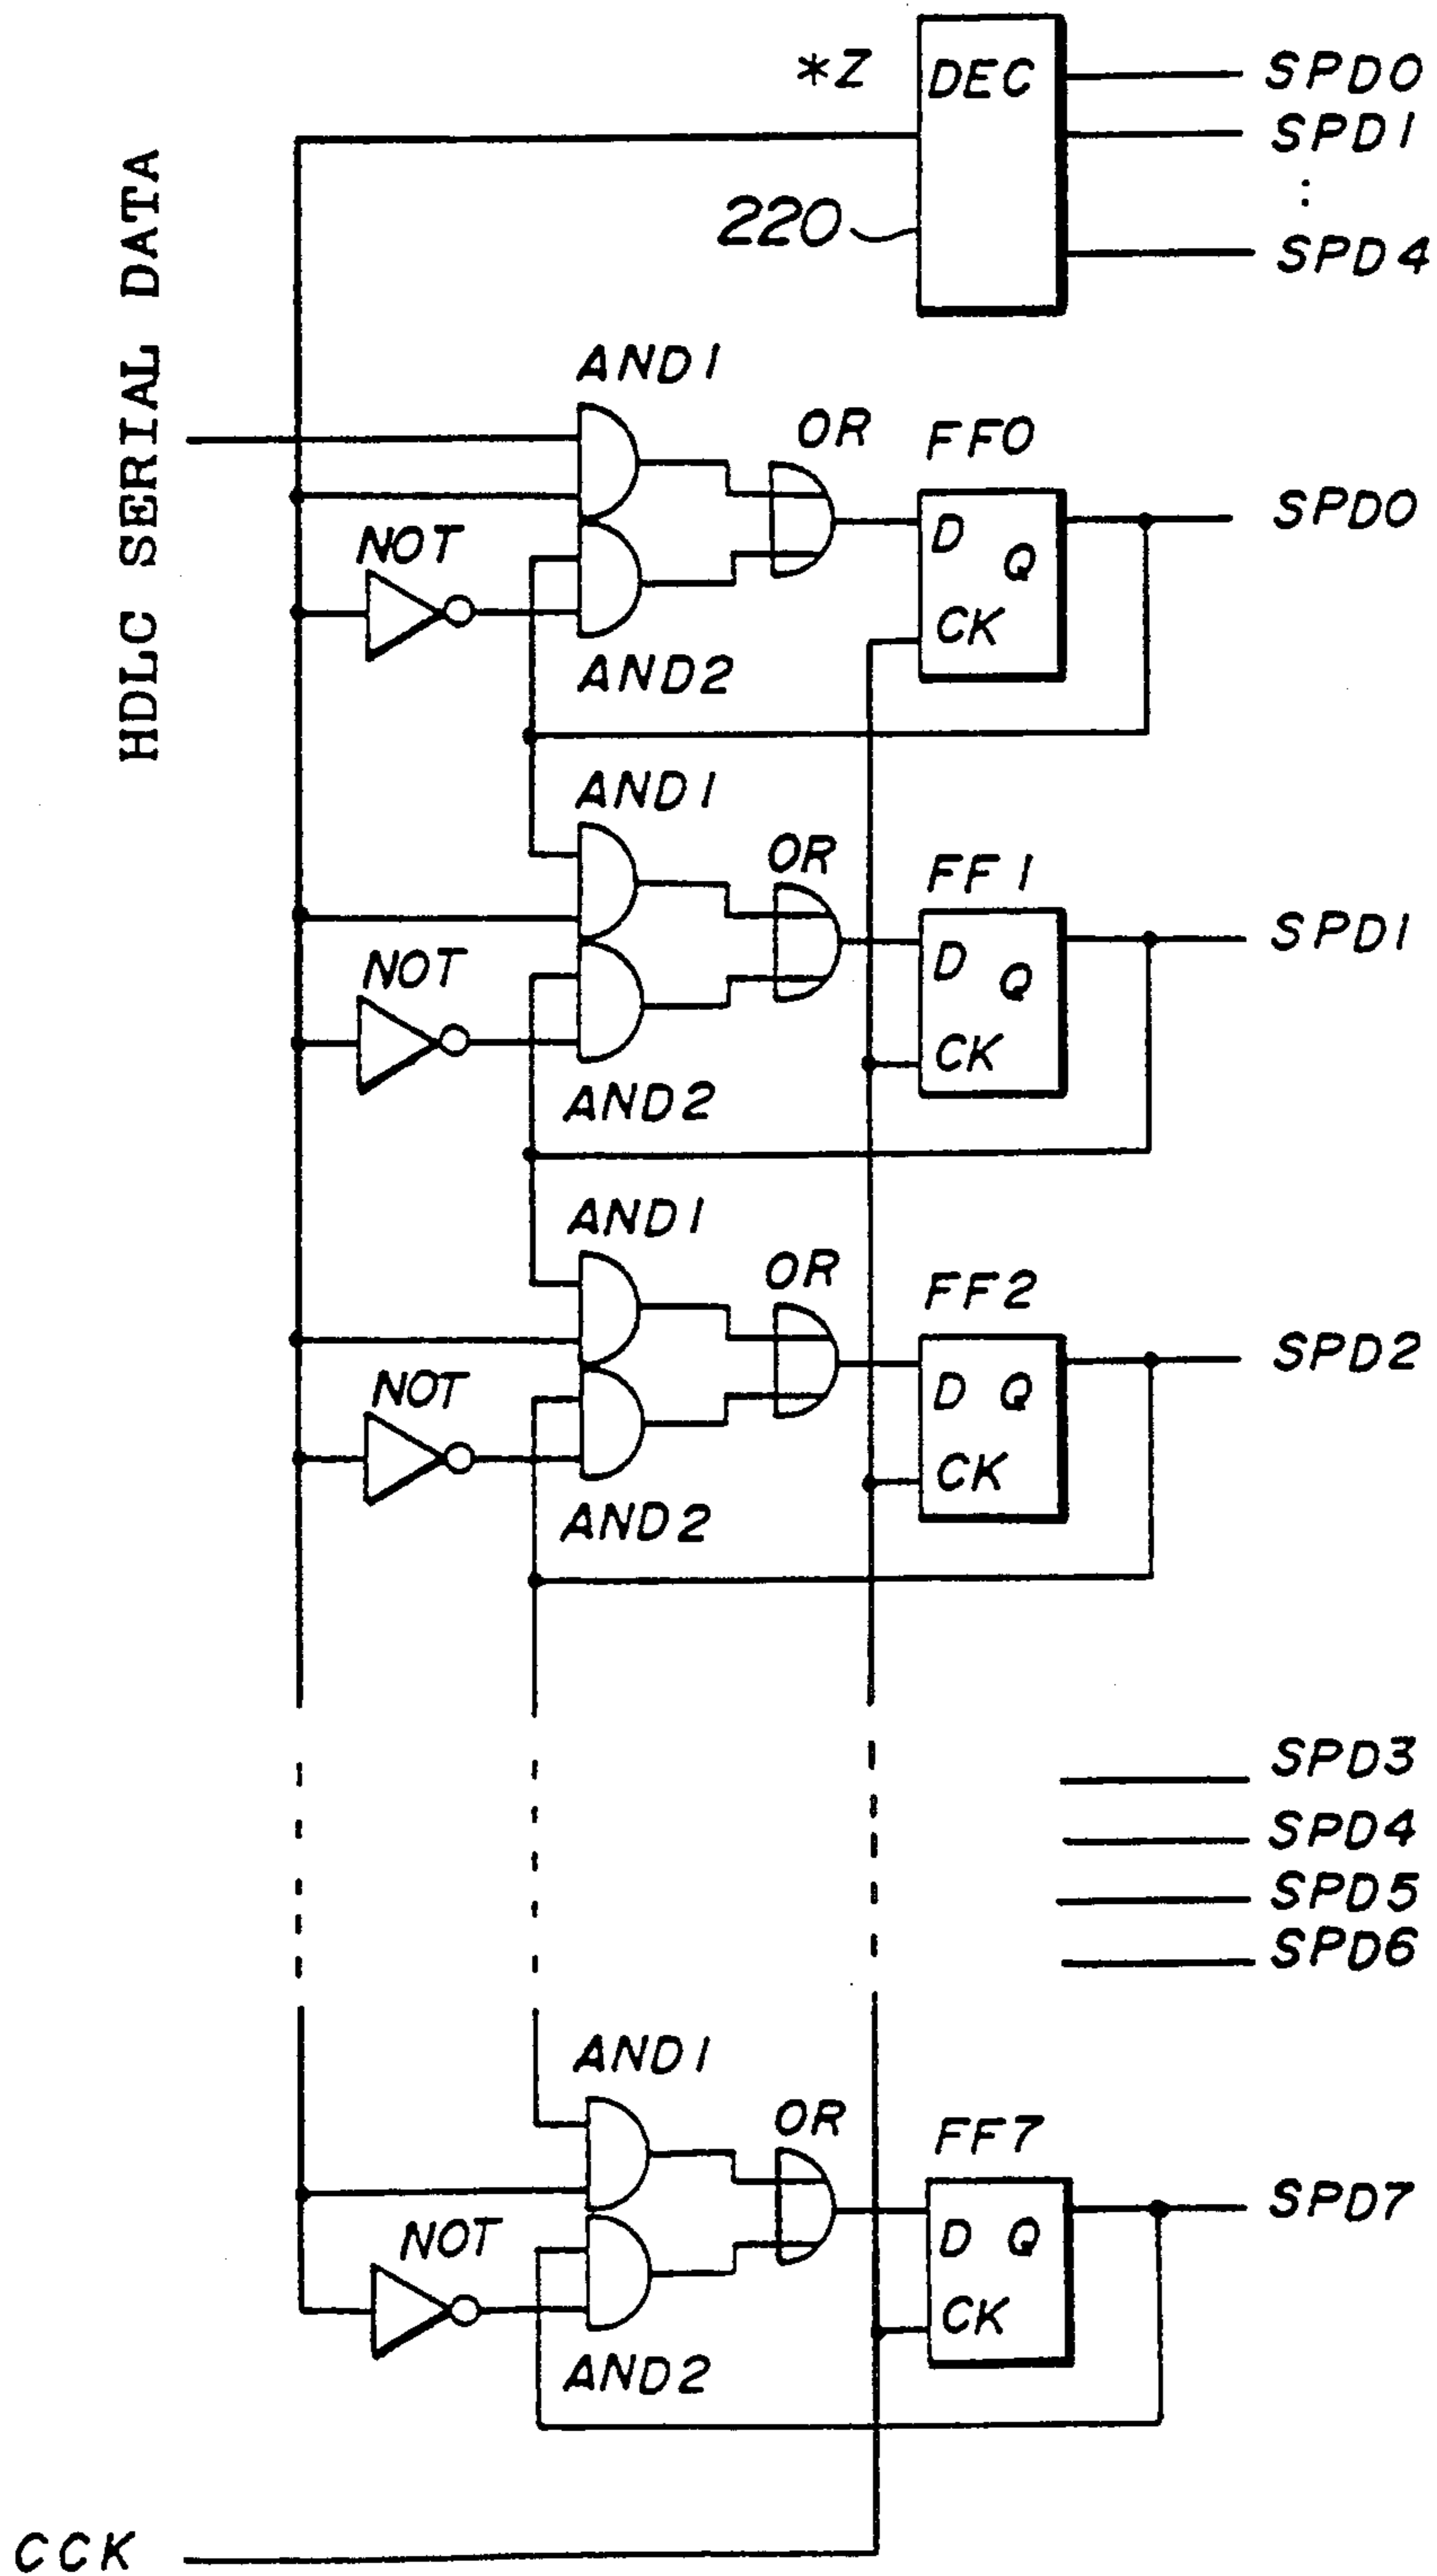 *Z
DEC
SPD0
SPD1
:
SPD4
220
HDLC SERIAL DATA
AND1
OR
FF0
D
Q
CK
SPD0
NOT
AND2
AND1
OR
FF1
D
Q
CK
SPD1
NOT
AND2
AND1
OR
FF2
D
Q
CK
SPD2
NOT
AND2
SPD3
SPD4
SPD5
SPD6
AND1
OR
FF7
D
Q
CK
SPD7
NOT
AND2
CCK